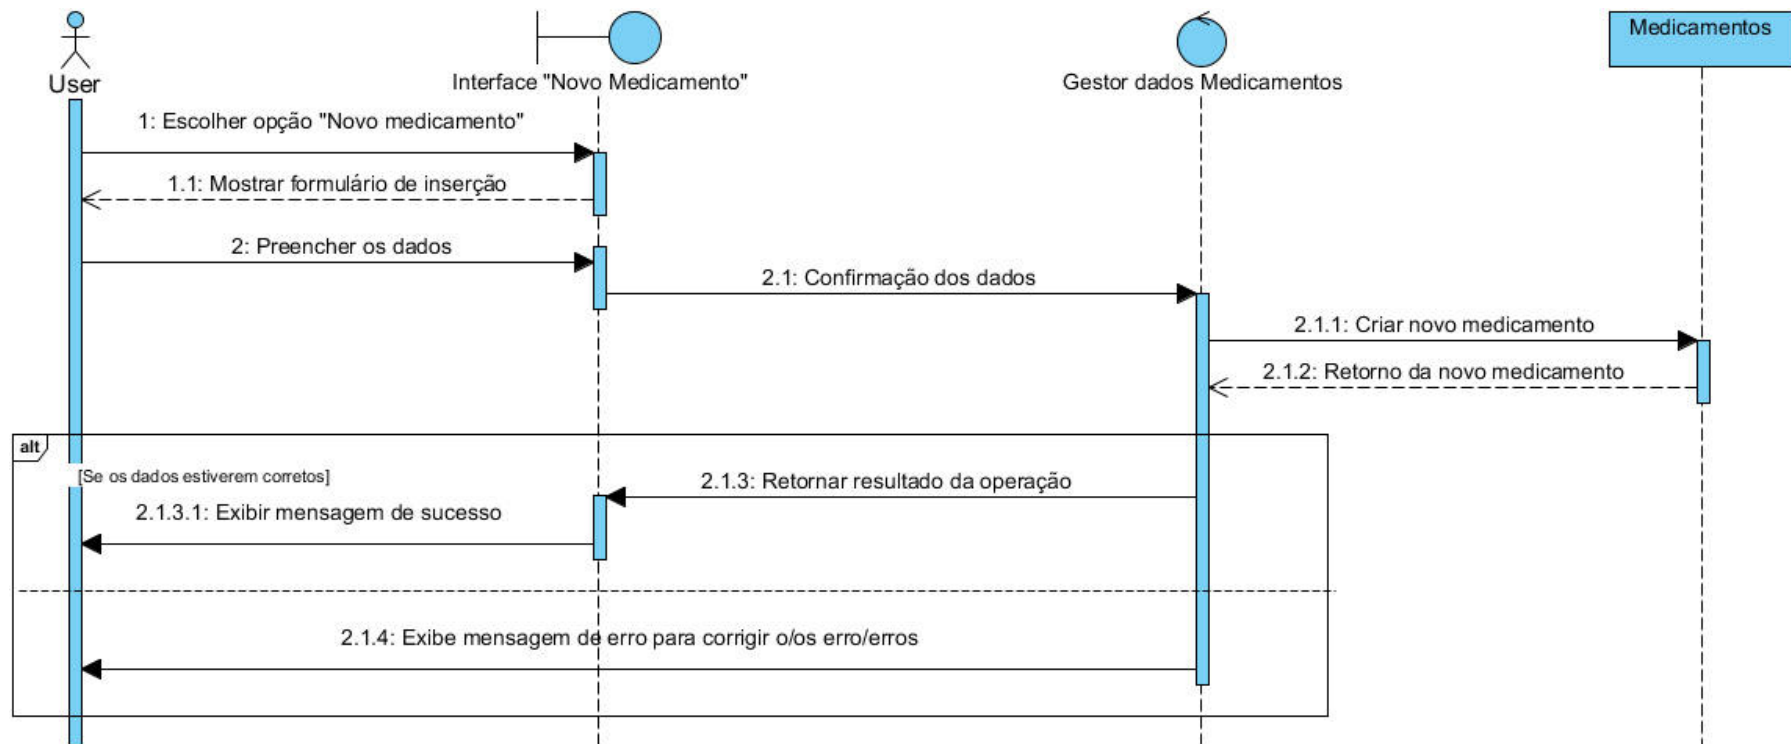 Medicamentos
User
Interface "Novo Medicamento"
Gestor dados Medicamentos
1: Escolher opção "Novo medicamento"
1.1: Mostrar formulário de inserção
2: Preencher os dados
2.1: Confirmação dos dados
2.1.1: Criar novo medicamento
2.1.2: Retorno da novo medicamento
alt
[Se os dados estiverem corretos]
2.1.3: Retornar resultado da operação
2.1.3.1: Exibir mensagem de sucesso
2.1.4: Exibe mensagem de erro para corrigir o/os erro/erros